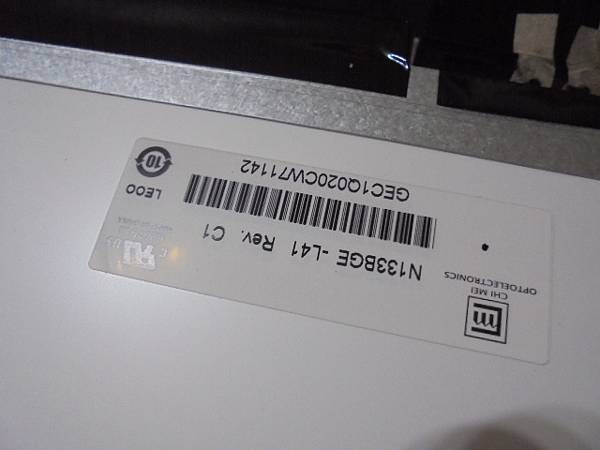 CHI MEI
OPTOELECTRONICS
N133BGE -L41 Rev. C1
GEC1Q020CW71142
LEOO
10